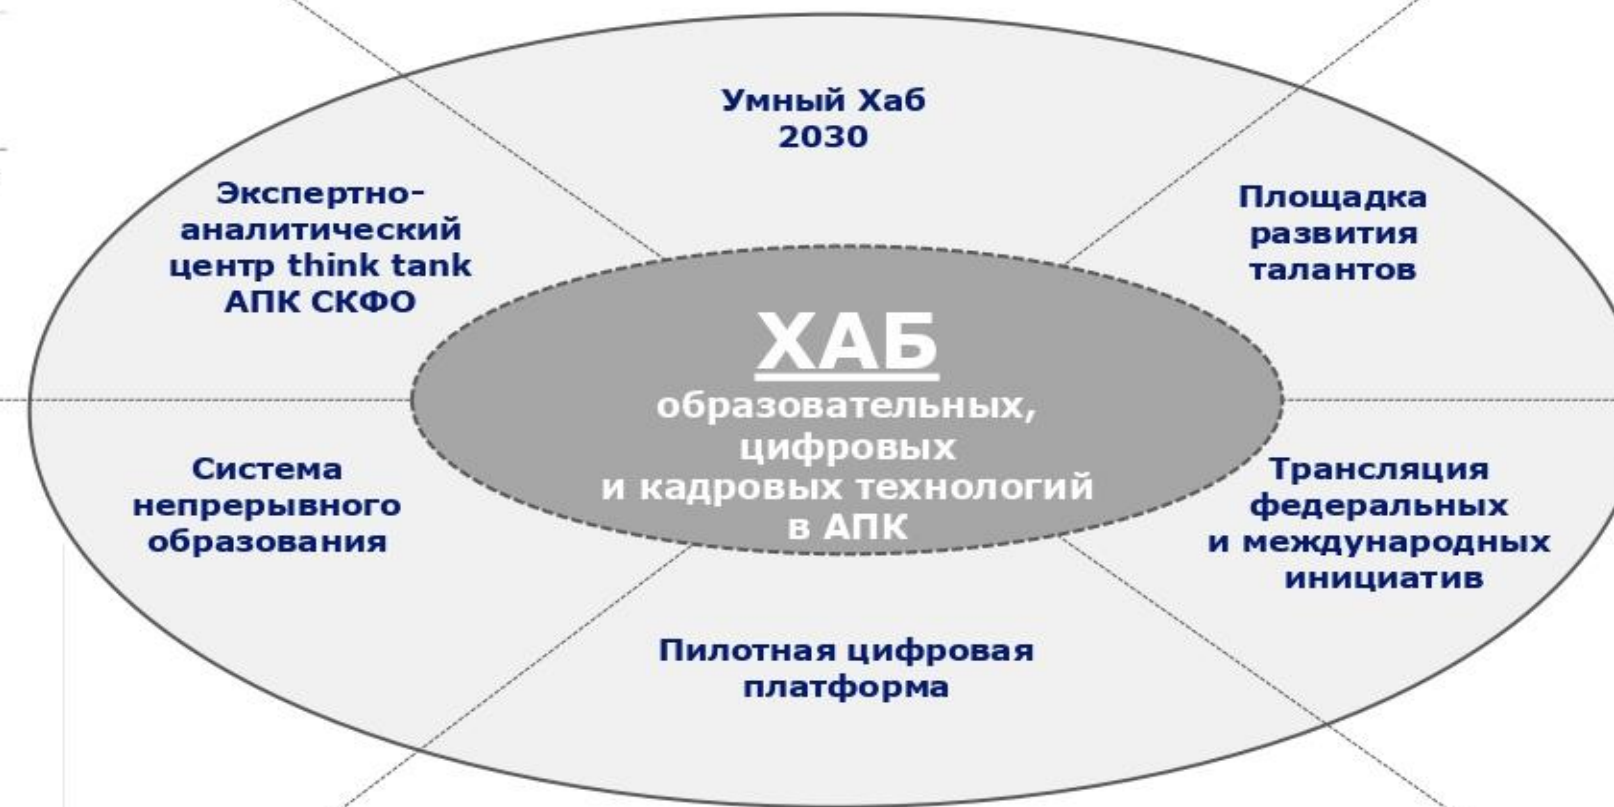 Умный Хаб
2030
Экспертно-
аналитический
центр think tank
АПК СКФО
Площадка
развития
талантов
ХАБ
образовательных,
цифровых
и кадровых технологий
в АПК
Система
непрерывного
образования
Трансляция
федеральных
и международных
инициатив
Пилотная цифровая
платформа